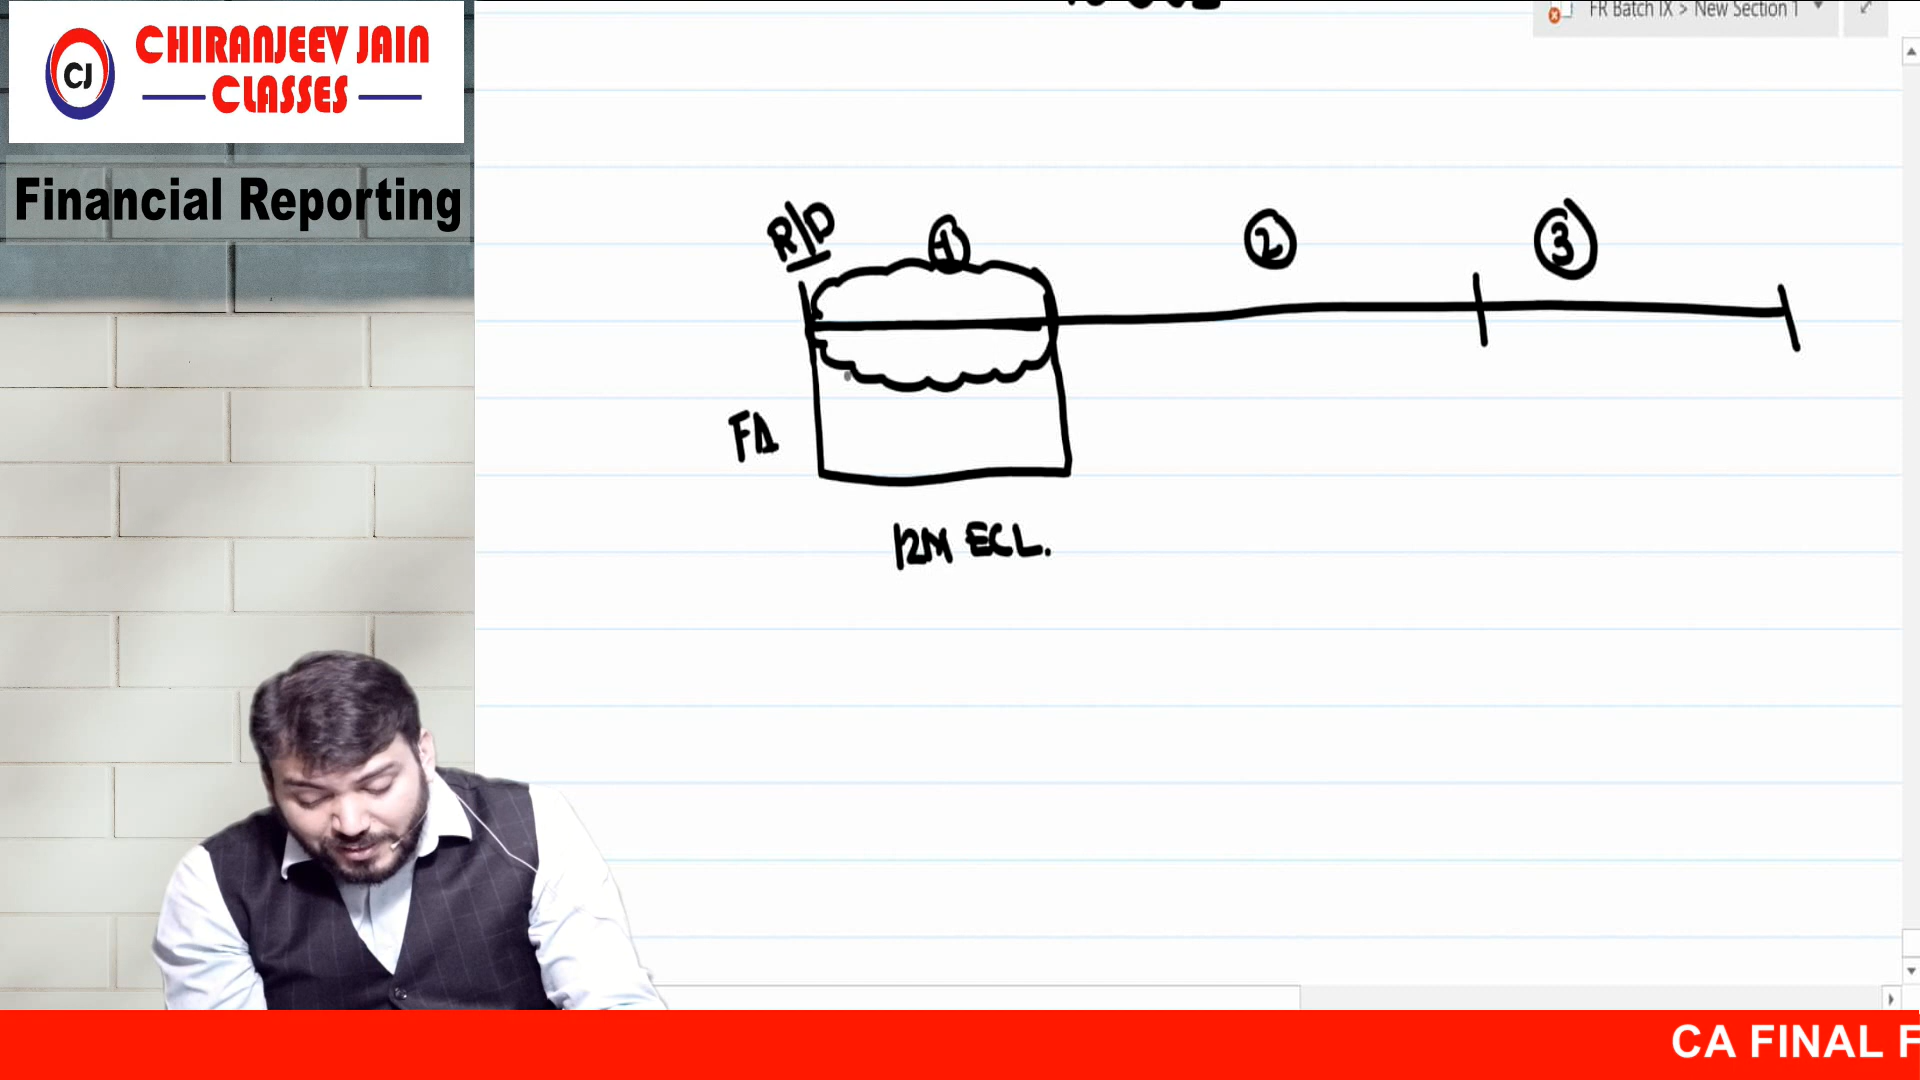 CHIRANJEEV JAIN
CJ
CLASSES
Financial Reporting
FR Batch IX > New Section 1
R/D
1
2
3
FA
12M ECL.
CA FINAL F